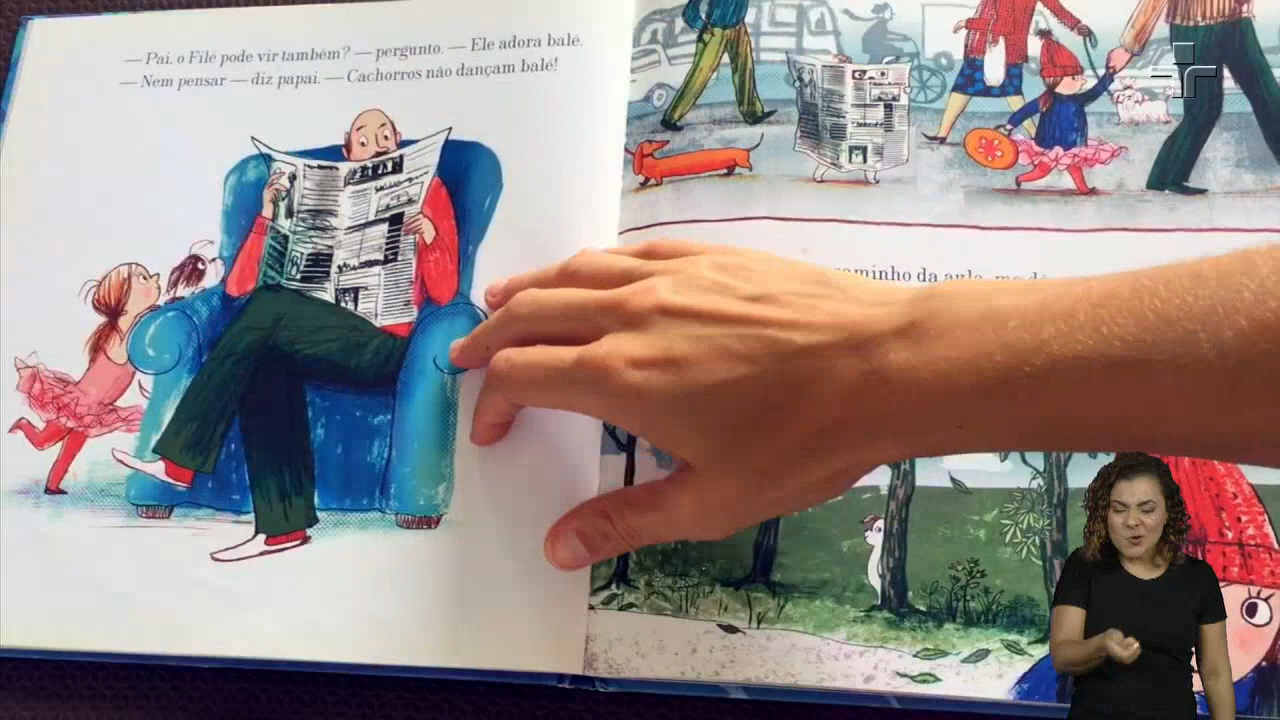 — Pai, o Filé pode vir também? — pergunto. — Ele adora balé.
— Nem pensar — diz papai. — Cachorros não dançam balé!
caminho da aula